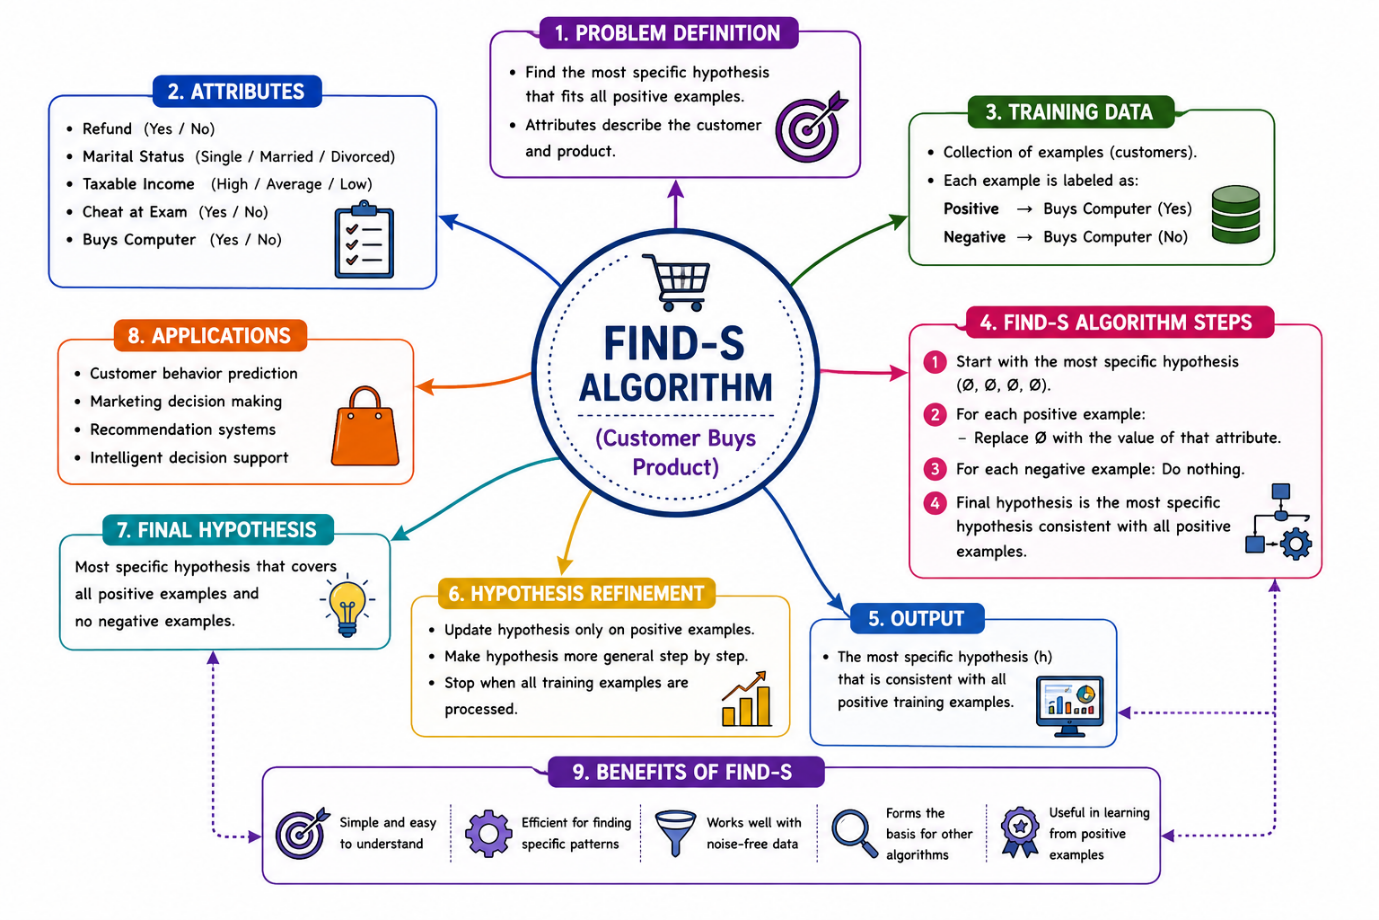 1. PROBLEM DEFINITION
• Find the most specific hypothesis
that fits all positive examples.
• Attributes describe the customer
and product.
2. ATTRIBUTES
• Refund (Yes / No)
• Marital Status (Single / Married / Divorced)
• Taxable Income (High / Average / Low)
• Cheat at Exam (Yes / No)
• Buys Computer (Yes / No)
3. TRAINING DATA
• Collection of examples (customers).
• Each example is labeled as:
Positive → Buys Computer (Yes)
Negative → Buys Computer (No)
FIND-S
ALGORITHM
(Customer Buys
Product)
4. FIND-S ALGORITHM STEPS
1 Start with the most specific hypothesis
(Ø, Ø, Ø, Ø).
2 For each positive example:
– Replace Ø with the value of that attribute.
3 For each negative example: Do nothing.
4 Final hypothesis is the most specific
hypothesis consistent with all positive
examples.
8. APPLICATIONS
• Customer behavior prediction
• Marketing decision making
• Recommendation systems
• Intelligent decision support
7. FINAL HYPOTHESIS
Most specific hypothesis that covers
all positive examples and
no negative examples.
6. HYPOTHESIS REFINEMENT
• Update hypothesis only on positive examples.
• Make hypothesis more general step by step.
• Stop when all training examples are
processed.
5. OUTPUT
• The most specific hypothesis (h)
that is consistent with all
positive training examples.
9. BENEFITS OF FIND-S
Simple and easy
to understand
Efficient for finding
specific patterns
Works well with
noise-free data
Forms the
basis for other
algorithms
Useful in learning
from positive
examples